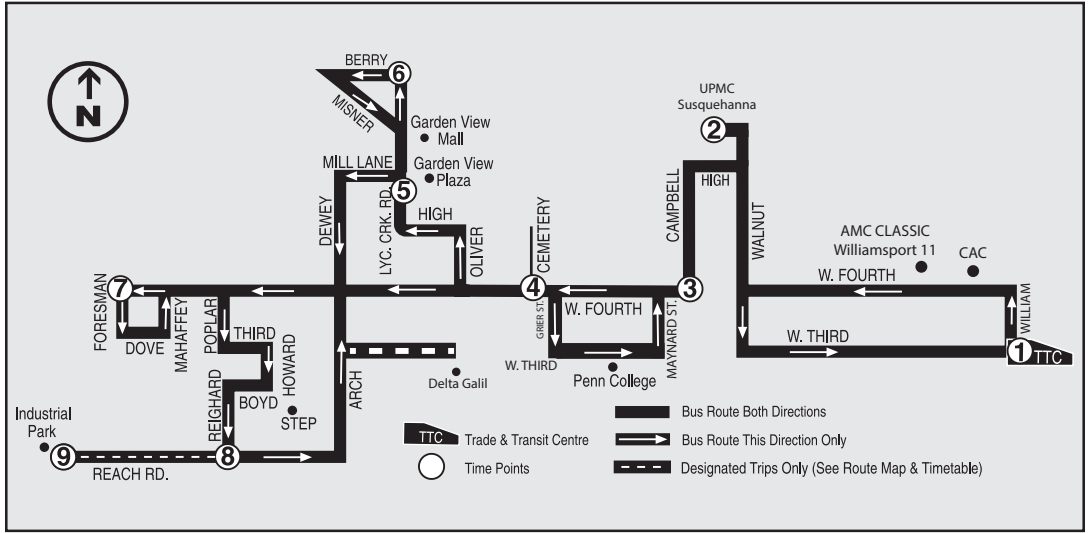 N
BERRY
6
MISNER
Garden View
Mall
UPMC
Susquehanna
2
MILL LANE
Garden View
Plaza
5
LYC. CRK. RD.
HIGH
DEWEY
OLIVER
CEMETERY
CAMPBELL
HIGH
WALNUT
AMC CLASSIC
Williamsport 11
CAC
W. FOURTH
WILLIAM
7
4
3
FORESMAN
DOVE
MAHAFFEY
POPLAR
THIRD
HOWARD
GRIER ST.
W. FOURTH
MAYNARD ST.
W. THIRD
Penn College
W. THIRD
1
TTC
Delta Galil
ARCH
REIGHARD
BOYD
STEP
Industrial
Park
9
REACH RD.
8
TTC
Trade & Transit Centre
Time Points
Bus Route Both Directions
Bus Route This Direction Only
Designated Trips Only (See Route Map & Timetable)